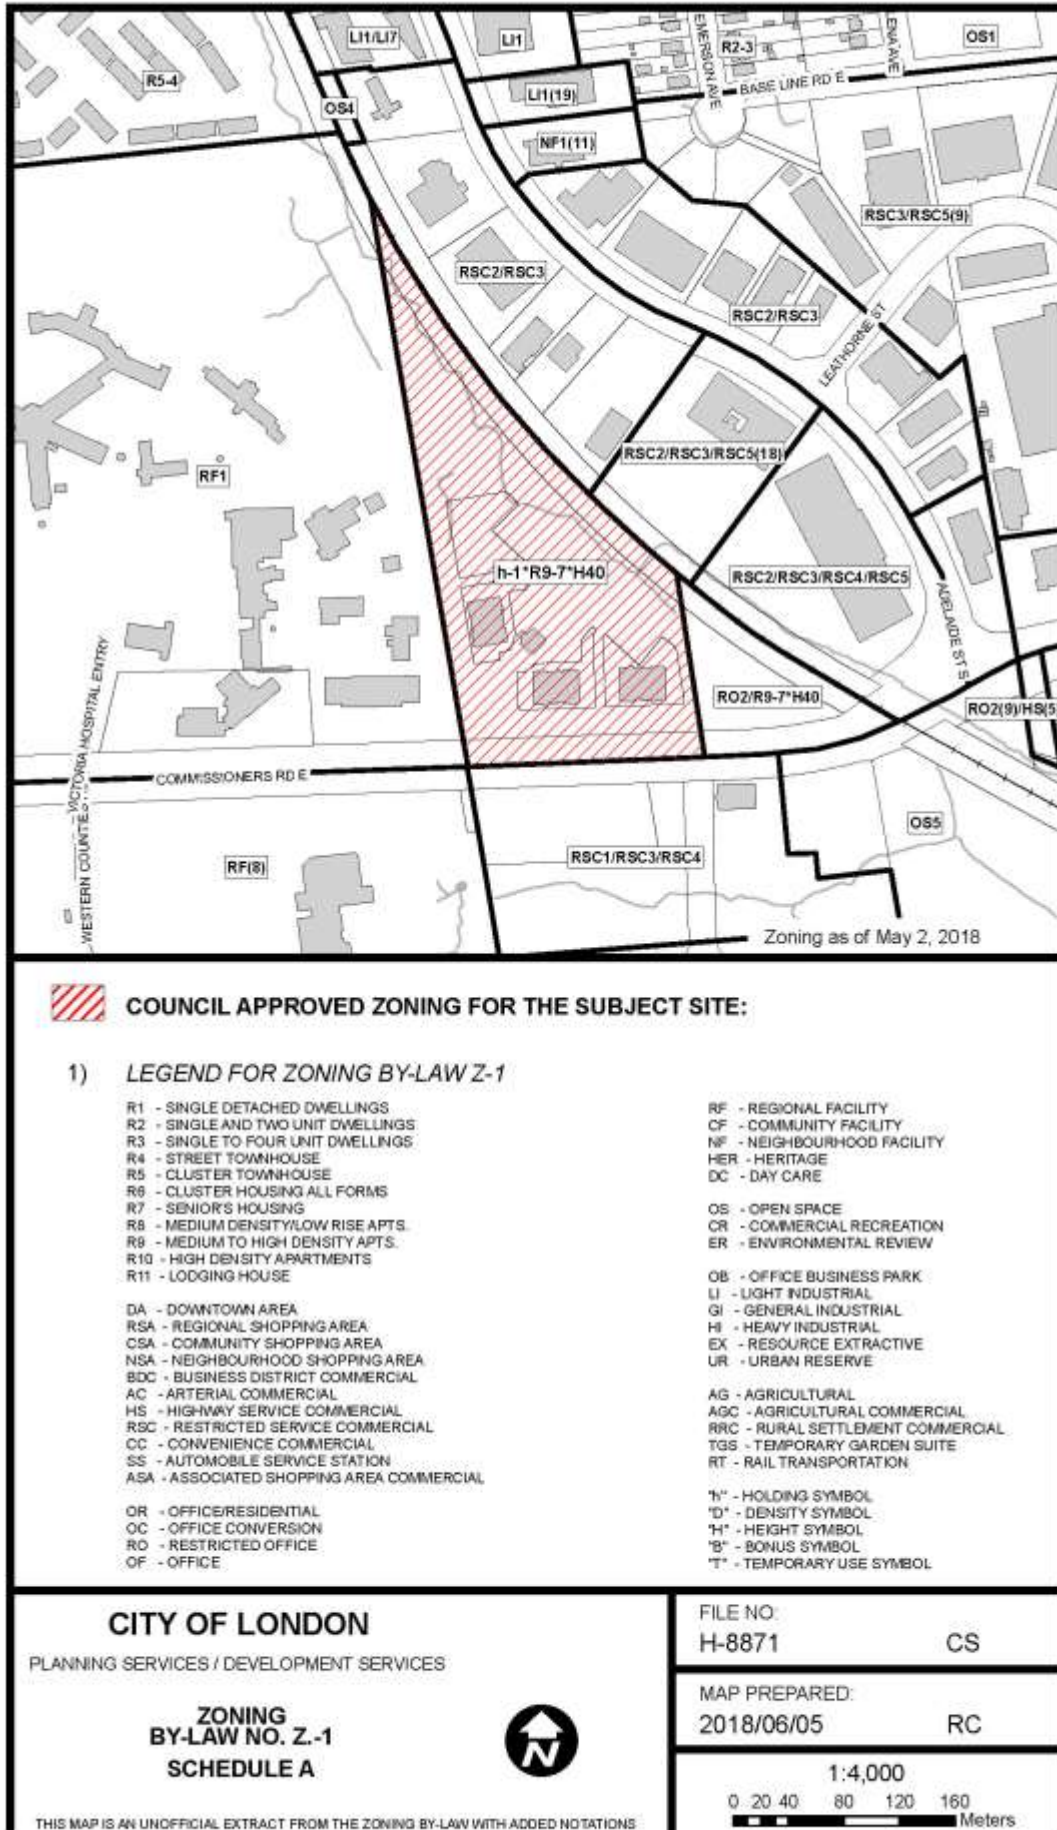 LI1/LI7
LI1
R2-3
OS1
EMERSON AVE
LENA AVE
R5-4
BASE LINE RD E
LI1(19)
OS4
NF1(11)
RSC3/RSC5(9)
RSC2/RSC3
RSC2/RSC3
LEATHORNE ST
RSC2/RSC3/RSC5(18)
RF1
h-1*R9-7*H40
RSC2/RSC3/RSC4/RSC5
ADELAIDE ST S
RO2/R9-7*H40
RO2(9)/HS(5
VICTORIA HOSPITAL ENTRY
WESTERN COUNTIES
COMMISSIONERS RD E
OS5
RSC1/RSC3/RSC4
RF(8)
Zoning as of May 2, 2018
COUNCIL APPROVED ZONING FOR THE SUBJECT SITE:
1) LEGEND FOR ZONING BY-LAW Z-1
R1 - SINGLE DETACHED DWELLINGS
R2 - SINGLE AND TWO UNIT DWELLINGS
R3 - SINGLE TO FOUR UNIT DWELLINGS
R4 - STREET TOWNHOUSE
R5 - CLUSTER TOWNHOUSE
R6 - CLUSTER HOUSING ALL FORMS
R7 - SENIOR'S HOUSING
R8 - MEDIUM DENSITY/LOW RISE APTS.
R9 - MEDIUM TO HIGH DENSITY APTS.
R10 - HIGH DENSITY APARTMENTS
R11 - LODGING HOUSE
DA - DOWNTOWN AREA
RSA - REGIONAL SHOPPING AREA
CSA - COMMUNITY SHOPPING AREA
NSA - NEIGHBOURHOOD SHOPPING AREA
BDC - BUSINESS DISTRICT COMMERCIAL
AC - ARTERIAL COMMERCIAL
HS - HIGHWAY SERVICE COMMERCIAL
RSC - RESTRICTED SERVICE COMMERCIAL
CC - CONVENIENCE COMMERCIAL
SS - AUTOMOBILE SERVICE STATION
ASA - ASSOCIATED SHOPPING AREA COMMERCIAL
OR - OFFICE/RESIDENTIAL
OC - OFFICE CONVERSION
RO - RESTRICTED OFFICE
OF - OFFICE
RF - REGIONAL FACILITY
CF - COMMUNITY FACILITY
NF - NEIGHBOURHOOD FACILITY
HER - HERITAGE
DC - DAY CARE
OS - OPEN SPACE
CR - COMMERCIAL RECREATION
ER - ENVIRONMENTAL REVIEW
OB - OFFICE BUSINESS PARK
LI - LIGHT INDUSTRIAL
GI - GENERAL INDUSTRIAL
HI - HEAVY INDUSTRIAL
EX - RESOURCE EXTRACTIVE
UR - URBAN RESERVE
AG - AGRICULTURAL
AGC - AGRICULTURAL COMMERCIAL
RRC - RURAL SETTLEMENT COMMERCIAL
TGS - TEMPORARY GARDEN SUITE
RT - RAIL TRANSPORTATION
"h" - HOLDING SYMBOL
"D" - DENSITY SYMBOL
"H" - HEIGHT SYMBOL
"B" - BONUS SYMBOL
"T" - TEMPORARY USE SYMBOL
CITY OF LONDON
PLANNING SERVICES / DEVELOPMENT SERVICES
ZONING
BY-LAW NO. Z.-1
SCHEDULE A
N
THIS MAP IS AN UNOFFICIAL EXTRACT FROM THE ZONING BY-LAW WITH ADDED NOTATIONS
FILE NO:
H-8871 CS
MAP PREPARED:
2018/06/05 RC
1:4,000
0 20 40 80 120 160
Meters